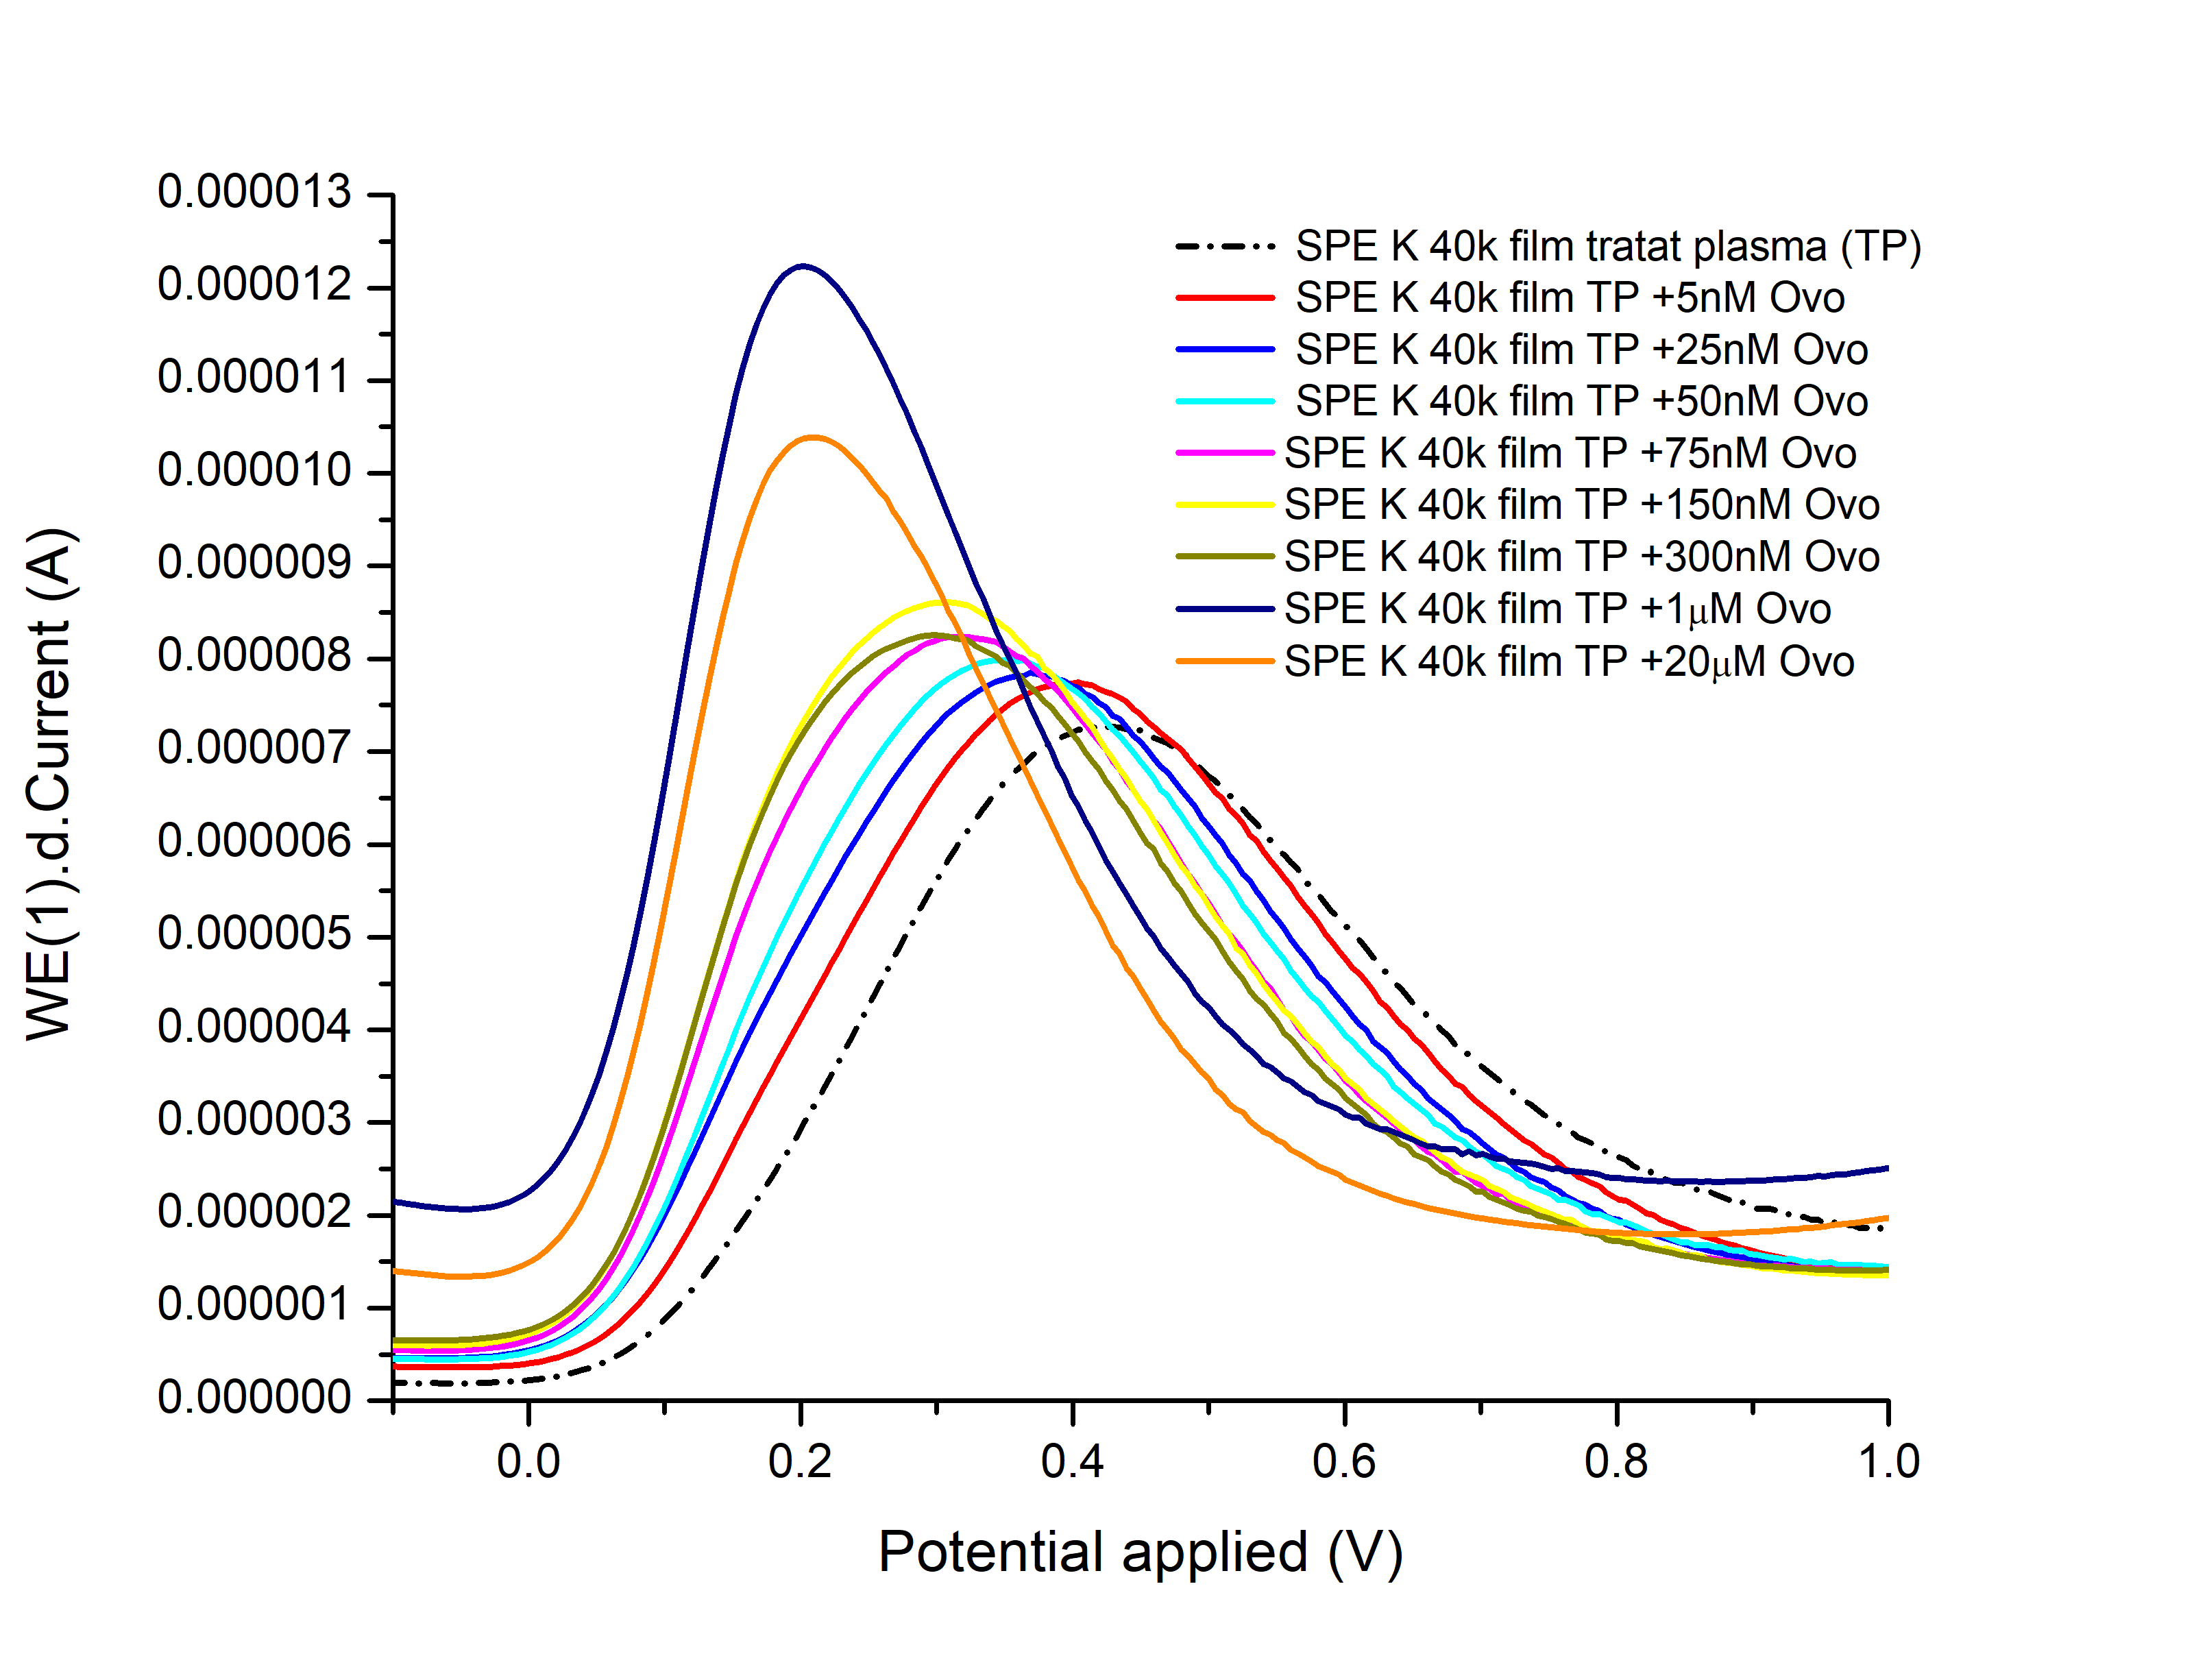 0.000013
0.000012
0.000011
0.000010
0.000009
0.000008
0.000007
0.000006
0.000005
0.000004
0.000003
0.000002
0.000001
0.000000
WE(1).d.Current (A)
SPE K 40k film tratat plasma (TP)
SPE K 40k film TP +5nM Ovo
SPE K 40k film TP +25nM Ovo
SPE K 40k film TP +50nM Ovo
SPE K 40k film TP +75nM Ovo
SPE K 40k film TP +150nM Ovo
SPE K 40k film TP +300nM Ovo
SPE K 40k film TP +1μM Ovo
SPE K 40k film TP +20μM Ovo
0.0 0.2 0.4 0.6 0.8 1.0
Potential applied (V)